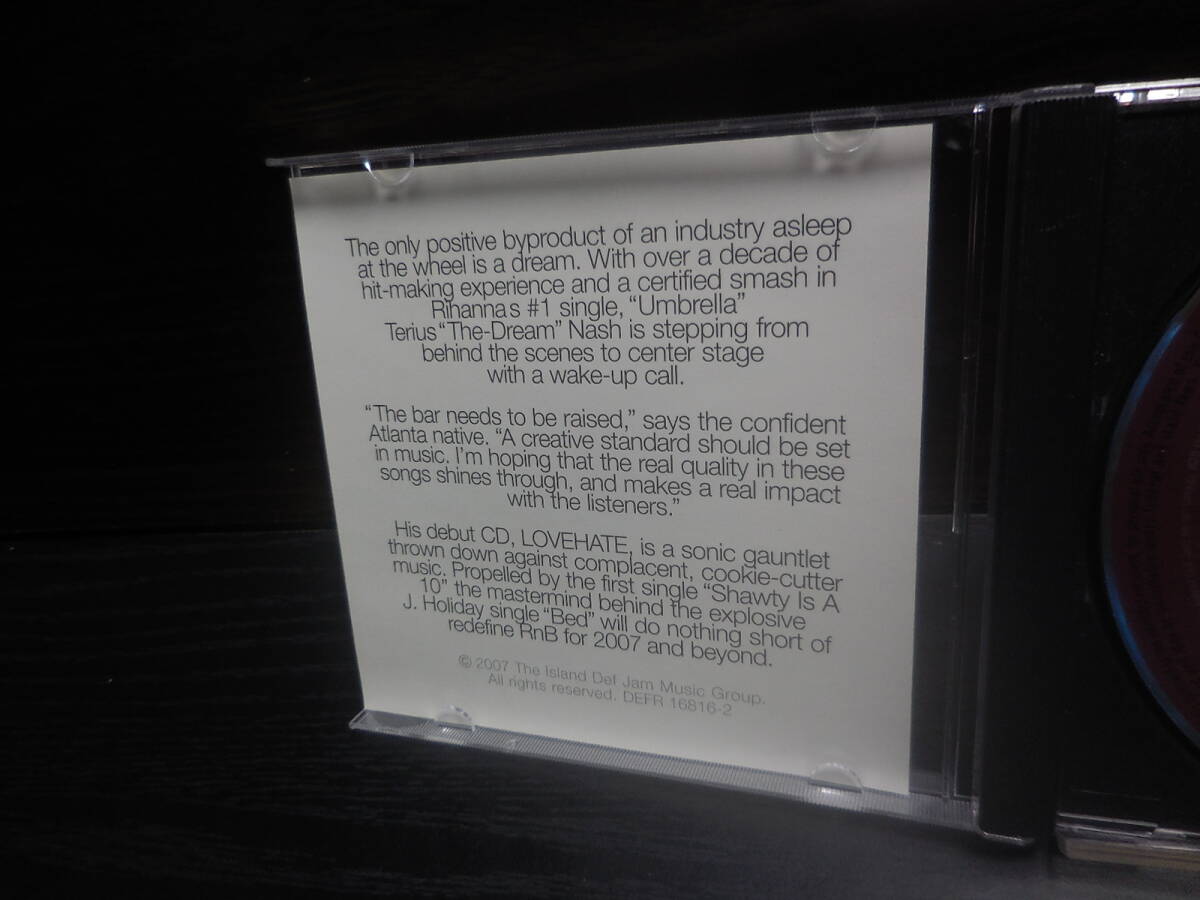 The only positive byproduct of an industry asleep
at the wheel is a dream. With over a decade of
hit-making experience and a certified smash in
Rihannas #1 single, “Umbrella”
Terius “The-Dream” Nash is stepping from
behind the scenes to center stage
with a wake-up call.
“The bar needs to be raised,” says the confident
Atlanta native. “A creative standard should be set
in music. I’m hoping that the real quality in these
songs shines through, and makes a real impact
with the listeners.”
His debut CD, LOVEHATE, is a sonic gauntlet
thrown down against complacent, cookie-cutter
music. Propelled by the first single “Shawty Is A
10” the mastermind behind the explosive
J. Holiday single “Bed” will do nothing short of
redefine RnB for 2007 and beyond.
© 2007 The Island Def Jam Music Group.
All rights reserved. DEFR 16816-2